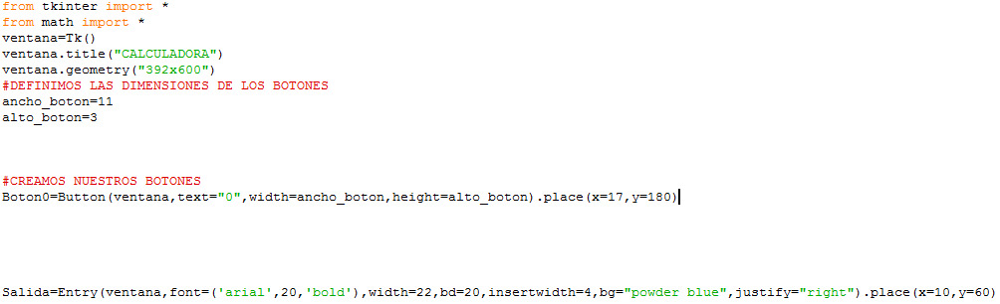 from tkinter import *
from math import *
ventana=Tk()
ventana.title("CALCULADORA")
ventana.geometry("392x600")
#DEFINIMOS LAS DIMENSIONES DE LOS BOTONES
ancho_boton=11
alto_boton=3
#CREAMOS NUESTROS BOTONES
Boton0=Button(ventana,text="0",width=ancho_boton,height=alto_boton).place(x=17,y=180)
Salida=Entry(ventana,font=('arial',20,'bold'),width=22,bd=20,insertwidth=4,bg="powder blue",justify="right").place(x=10,y=60)